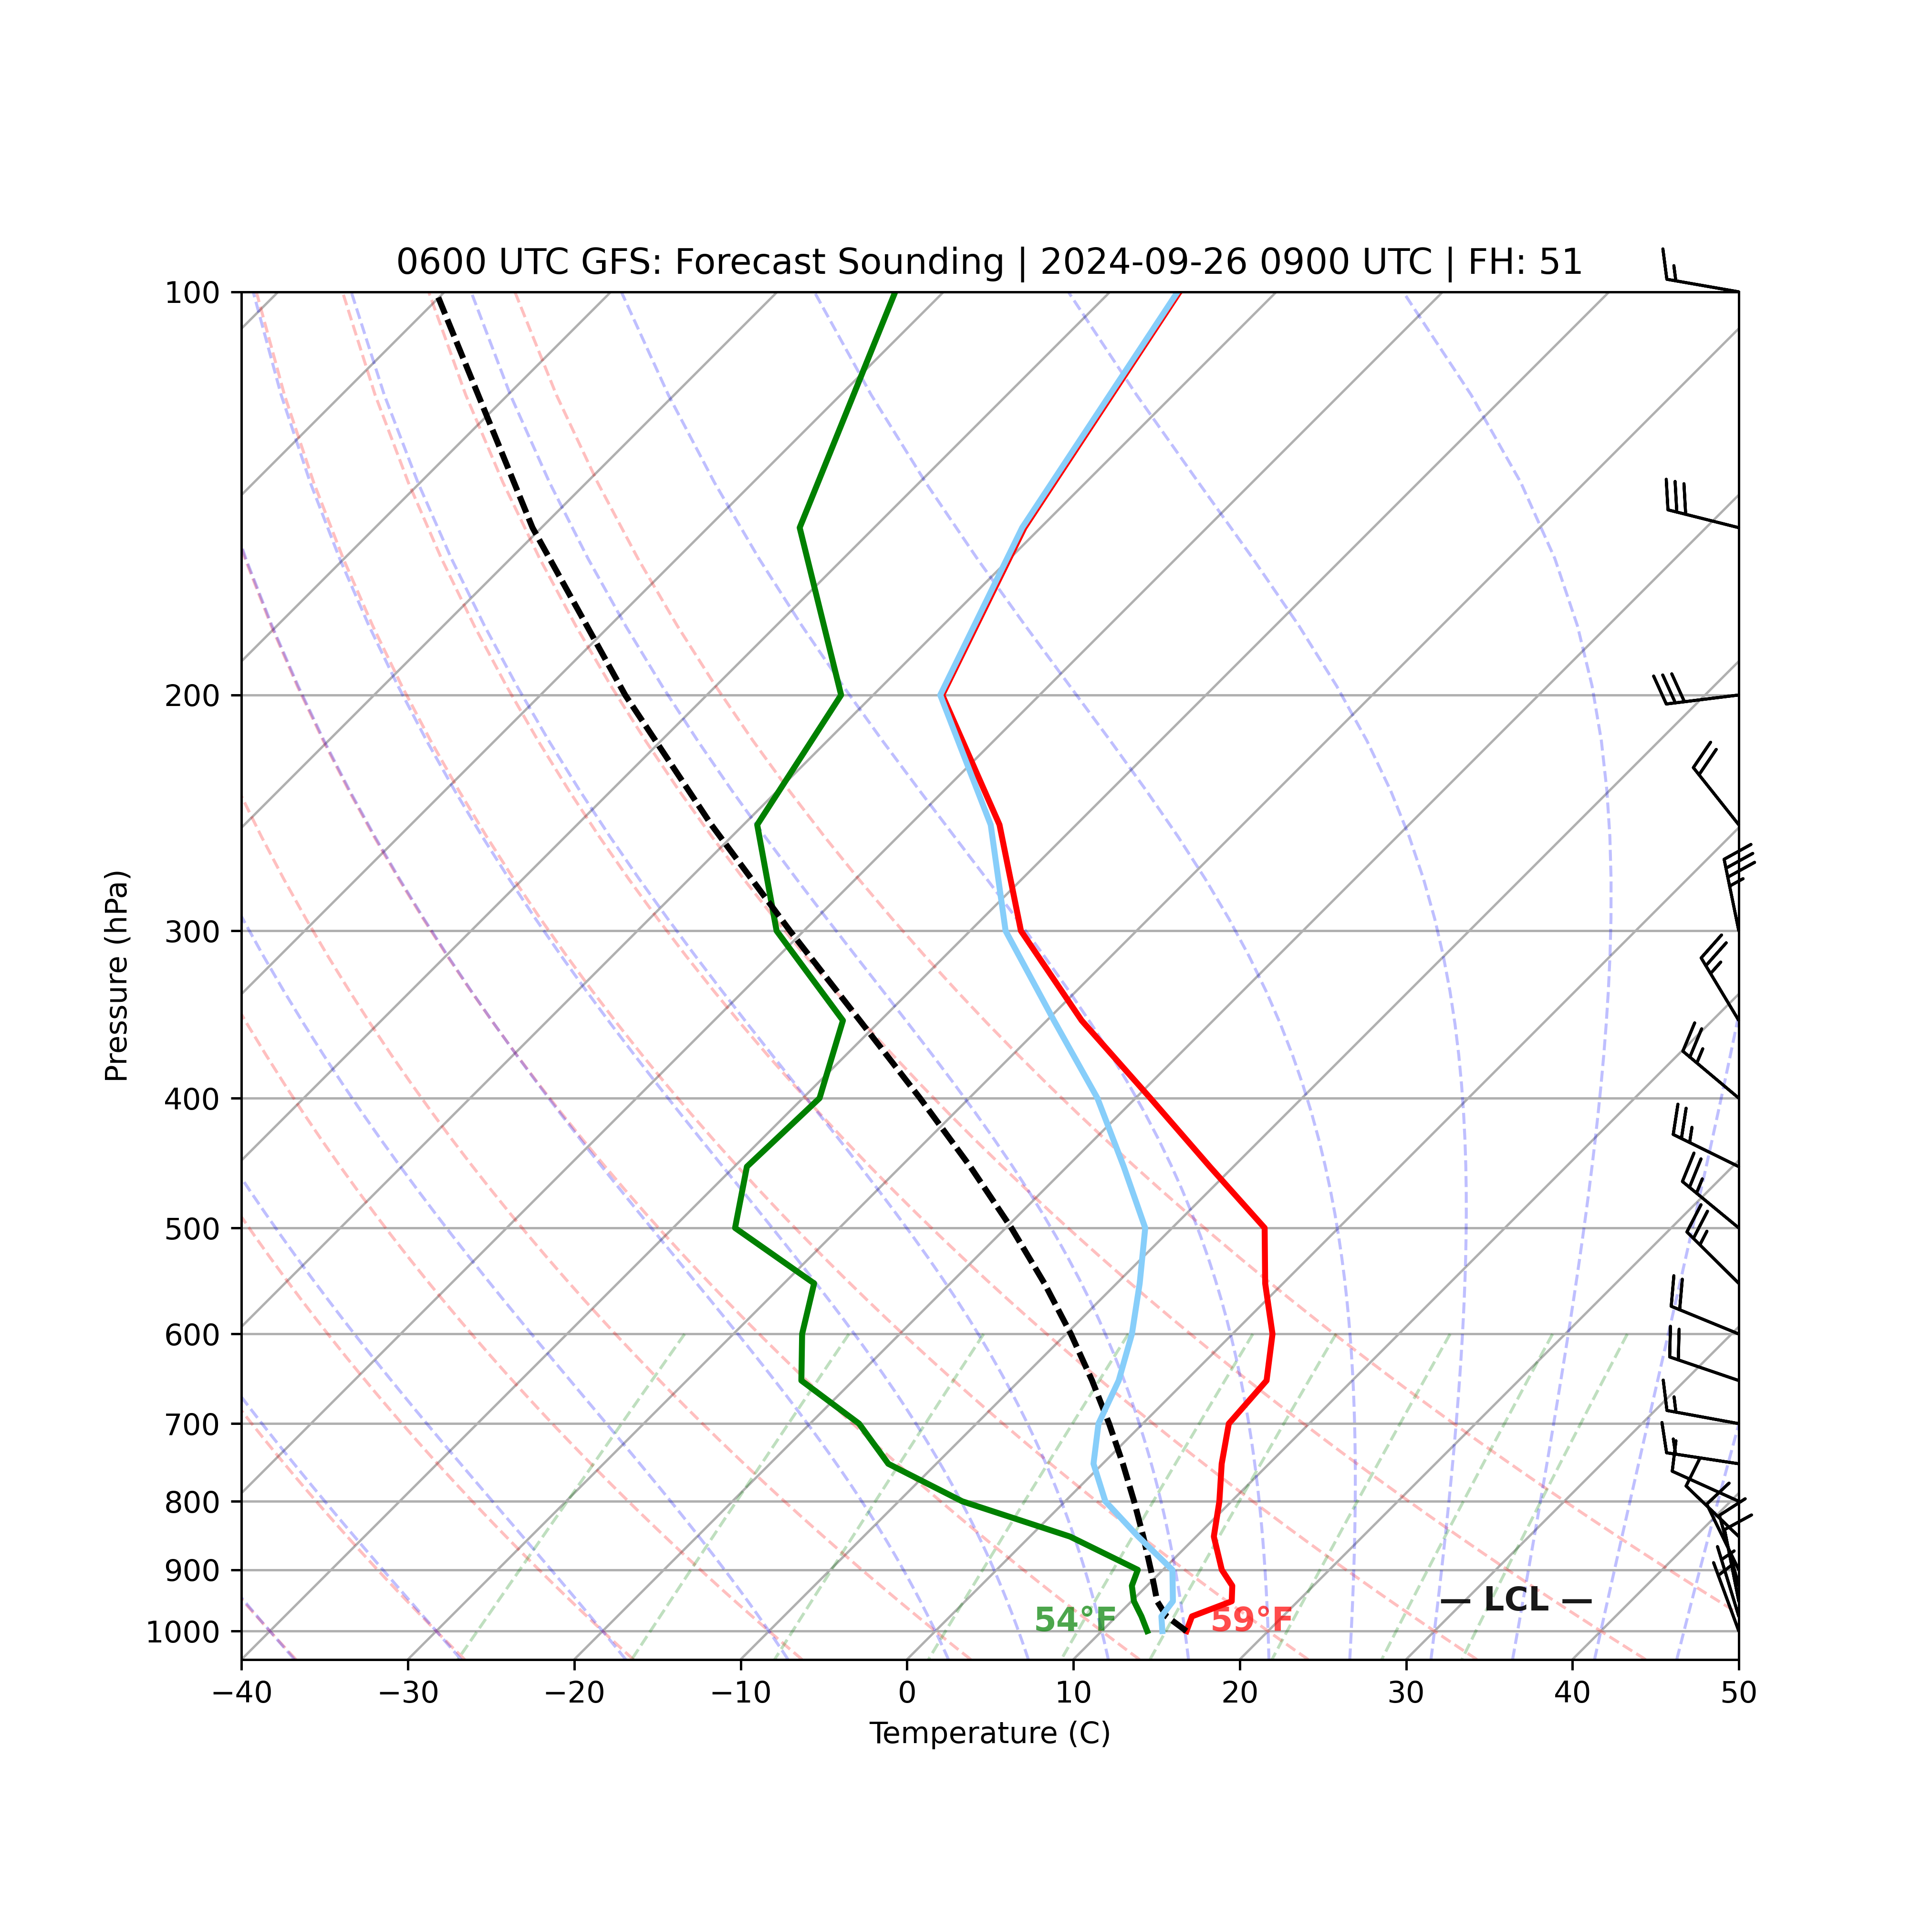 0600 UTC GFS: Forecast Sounding | 2024-09-26 0900 UTC | FH: 51
100
200
300
400
500
600
700
800
900
1000
Pressure (hPa)
54°F
59°F
— LCL —
−40 −30 −20 −10 0 10 20 30 40 50
Temperature (C)